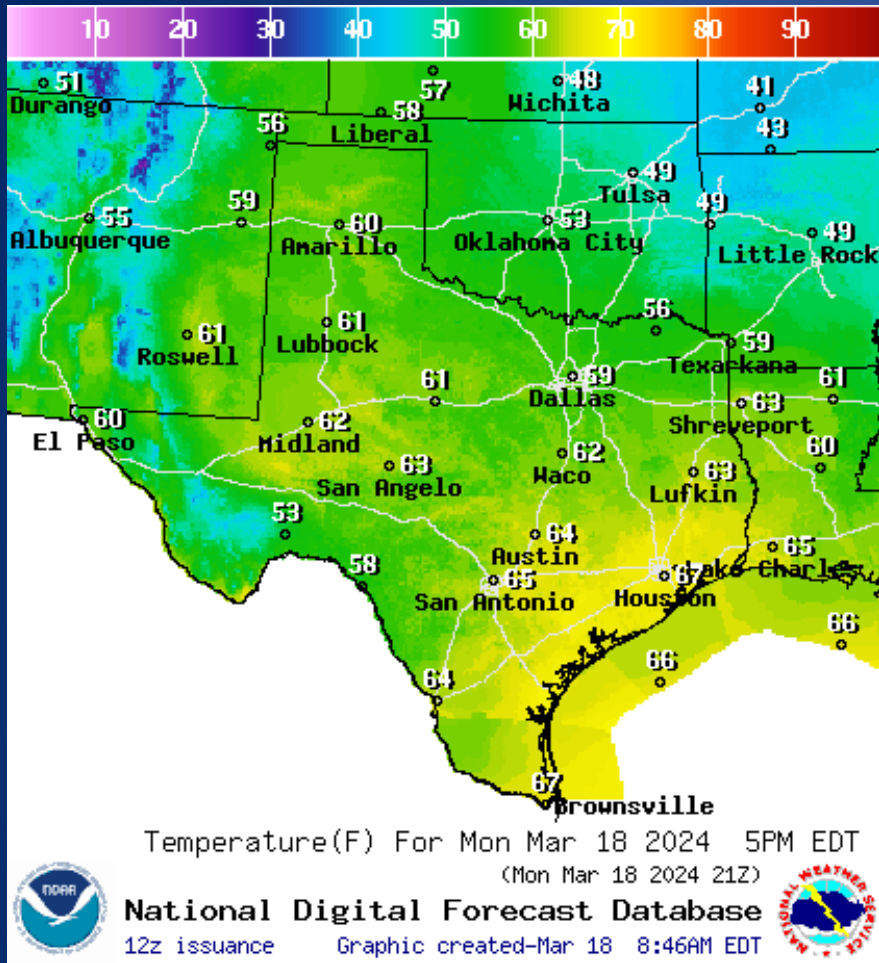 10 20 30 40 50 60 70 80 90
51
Durango
57
58
Liberal
48
Wichita
41
43
56
49
Tulsa
49
55
Albuquerque
59
60
Amarillo
53
Oklahoma City
49
Little Rock
61
Roswell
61
Lubbock
56
59
Texarkana
59
Dallas
61
61
63
Shreveport
60
El Paso
62
Midland
63
San Angelo
62
Waco
63
Lufkin
60
53
64
Austin
65
Lake Charles
58
65
San Antonio
67
Houston
66
66
64
67
Brownsville
Temperature(F) For Mon Mar 18 2024 5PM EDT
(Mon Mar 18 2024 21Z)
NOAA
National Digital Forecast Database
NATIONAL WEATHER SERVICE
12z issuance Graphic created-Mar 18 8:46AM EDT